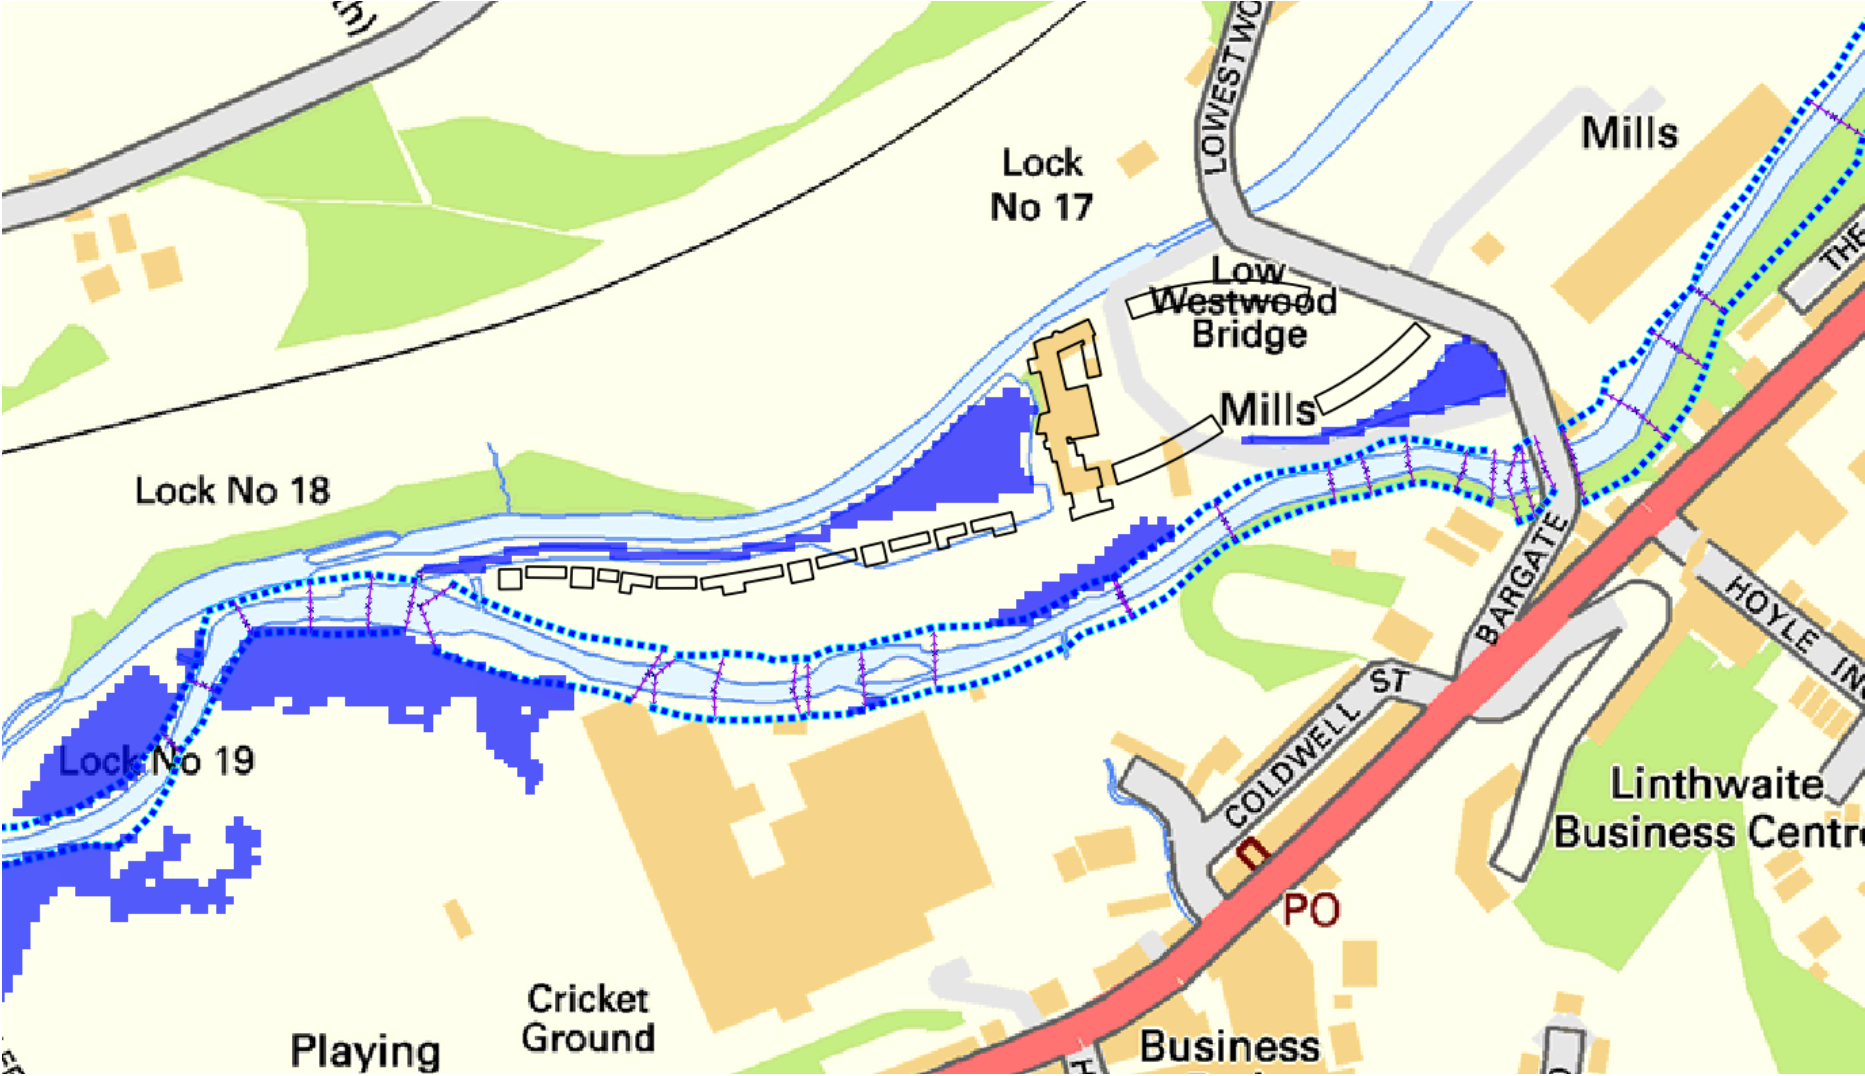 LOWESTWO
Mills
Lock
No 17
THE
Low
Westwood
Bridge
Mills
Lock No 18
BARGATE
HOYLE ING
ST
COLDWELL
Lock No 19
Linthwaite
Business Centre
PO
Cricket
Ground
Playing
Business